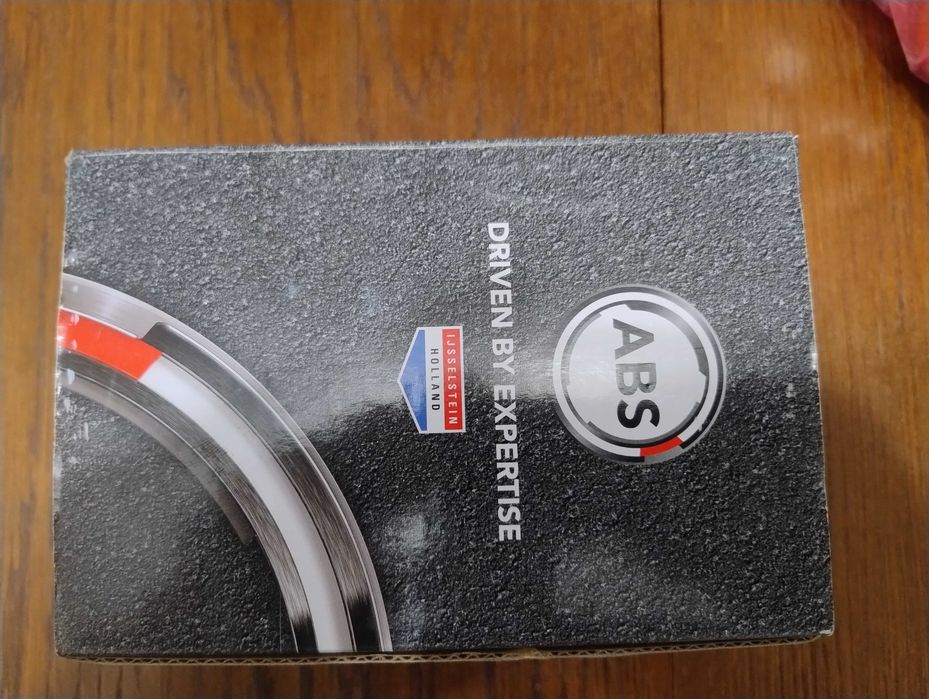 ABS
DRIVEN BY EXPERTISE
IJSSELSTEIN
HOLLAND